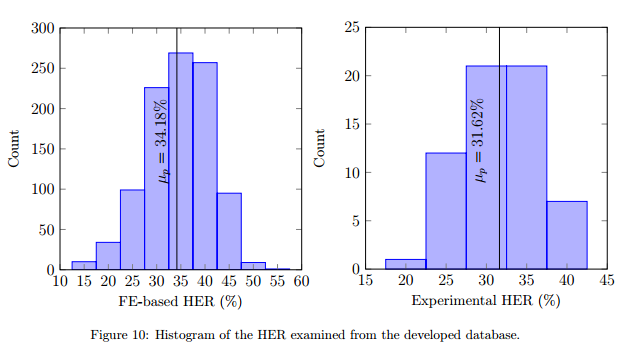 300
250
200
150
100
50
0
Count
μp = 34.18%
10 15 20 25 30 35 40 45 50 55 60
FE-based HER (%)
25
20
15
10
5
0
Count
μp = 31.62%
15 20 25 30 35 40 45
Experimental HER (%)
Figure 10: Histogram of the HER examined from the developed database.